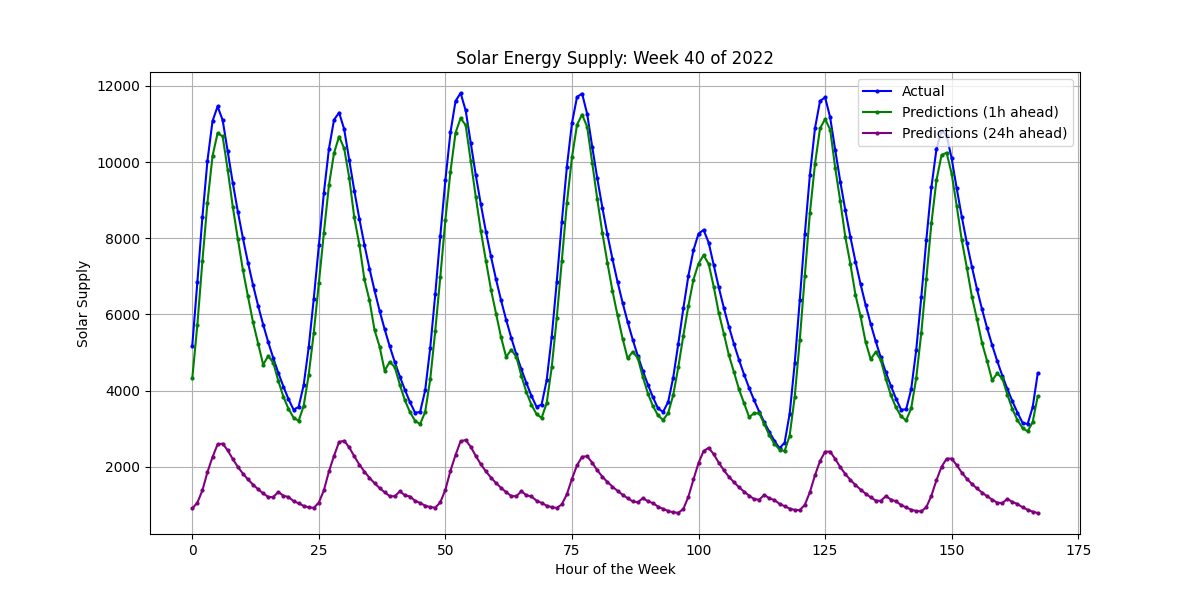 Solar Energy Supply: Week 40 of 2022
Actual
Predictions (1h ahead)
Predictions (24h ahead)
12000
10000
8000
6000
4000
2000
Solar Supply
0 25 50 75 100 125 150 175
Hour of the Week